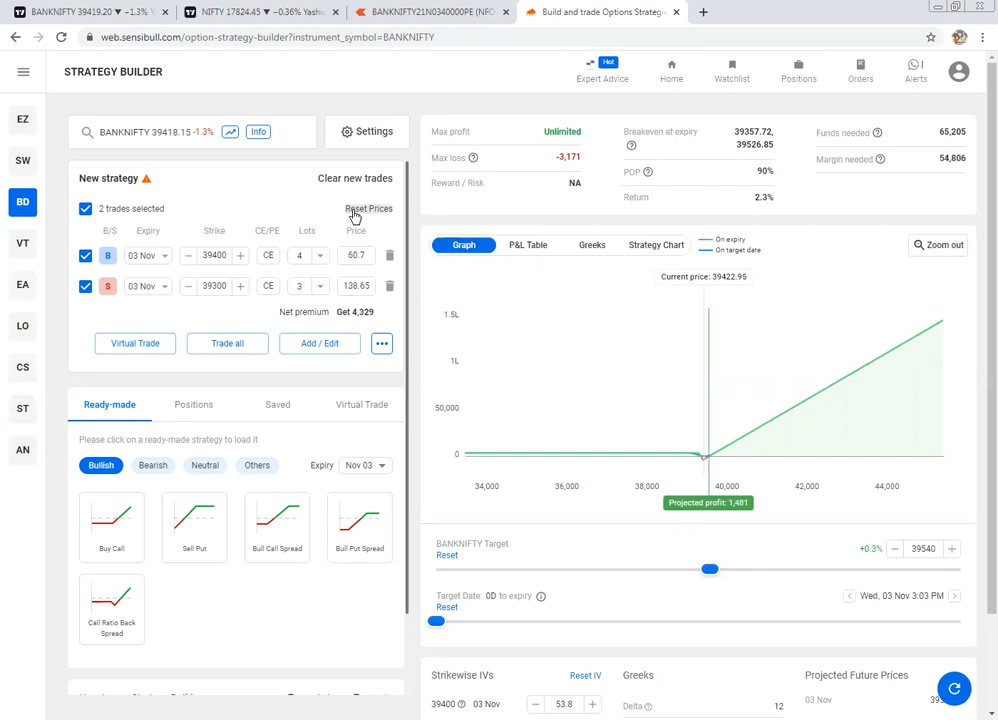 BANKNIFTY 39419.20 ▼ −1.3% Y
NIFTY 17824.45 ▼ −0.36% Yashw
BANKNIFTY21N0340000PE (NFO
Build and trade Options Strategie
web.sensibull.com/option-strategy-builder?instrument_symbol=BANKNIFTY
STRATEGY BUILDER
Hot
Expert Advice
Home
Watchlist
Positions
Orders
Alerts
EZ
SW
BD
VT
EA
LO
CS
ST
AN
BANKNIFTY 39418.15 -1.3% Info
Settings
New strategy
Clear new trades
2 trades selected
Reset Prices
B/S Expiry Strike CE/PE Lots Price
B 03 Nov − 39400 + CE 4 60.7
S 03 Nov − 39300 + CE 3 138.65
Net premium Get 4,329
Virtual Trade
Trade all
Add / Edit
•••
Ready-made
Positions
Saved
Virtual Trade
Please click on a ready-made strategy to load it
Bullish
Bearish
Neutral
Others
Expiry Nov 03
Buy Call
Sell Put
Bull Call Spread
Bull Put Spread
Call Ratio Back
Spread
Max profit Unlimited
Max loss -3,171
Reward / Risk NA
Breakeven at expiry 39357.72,
39526.85
POP 90%
Return 2.3%
Funds needed 65,205
Margin needed 54,806
Graph
P&L Table
Greeks
Strategy Chart
On expiry
On target date
Zoom out
Current price: 39422.95
1.5L
1L
50,000
0
34,000 36,000 38,000 40,000 42,000 44,000
Projected profit: 1,481
BANKNIFTY Target
Reset
+0.3% − 39540 +
Target Date: 0D to expiry
Reset
Wed, 03 Nov 3:03 PM
Strikewise IVs Reset IV
39400 03 Nov − 53.8 +
Greeks
Delta 12
Projected Future Prices
03 Nov